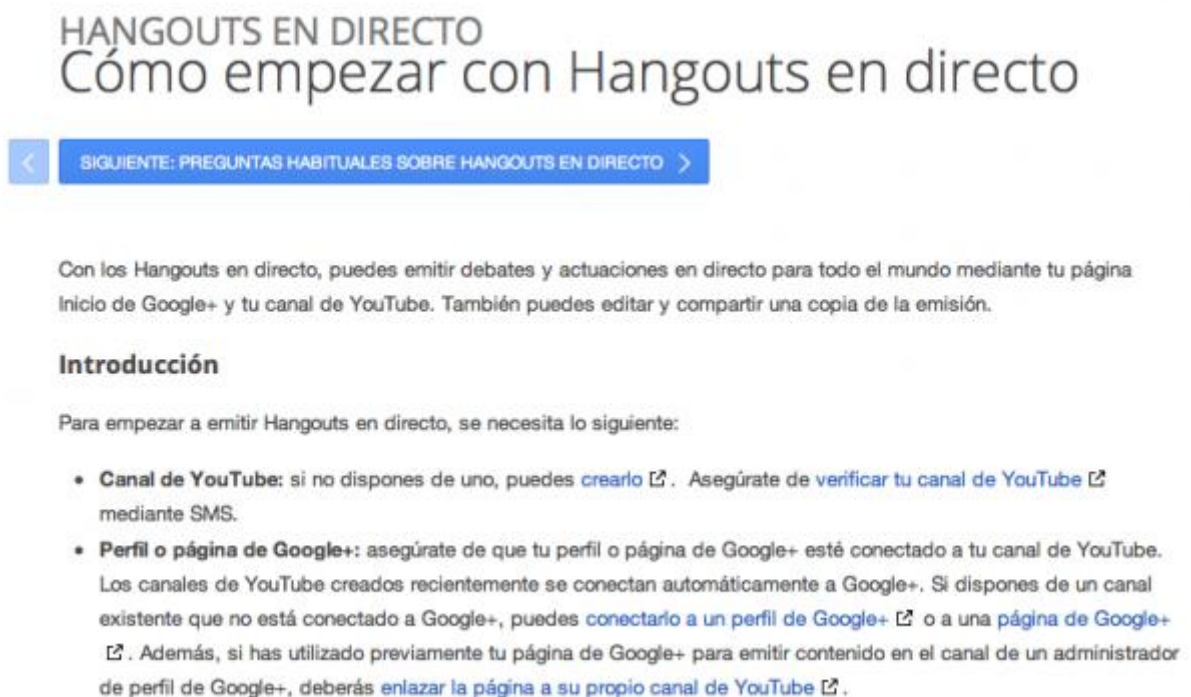 HANGOUTS EN DIRECTO
Cómo empezar con Hangouts en directo
SIGUIENTE: PREGUNTAS HABITUALES SOBRE HANGOUTS EN DIRECTO
Con los Hangouts en directo, puedes emitir debates y actuaciones en directo para todo el mundo mediante tu página
Inicio de Google+ y tu canal de YouTube. También puedes editar y compartir una copia de la emisión.
Introducción
Para empezar a emitir Hangouts en directo, se necesita lo siguiente:
• Canal de YouTube: si no dispones de uno, puedes crearlo. Asegúrate de verificar tu canal de YouTube
mediante SMS.
• Perfil o página de Google+: asegúrate de que tu perfil o página de Google+ esté conectado a tu canal de YouTube.
Los canales de YouTube creados recientemente se conectan automáticamente a Google+. Si dispones de un canal
existente que no está conectado a Google+, puedes conectarlo a un perfil de Google+ o a una página de Google+
. Además, si has utilizado previamente tu página de Google+ para emitir contenido en el canal de un administrador
de perfil de Google+, deberás enlazar la página a su propio canal de YouTube.